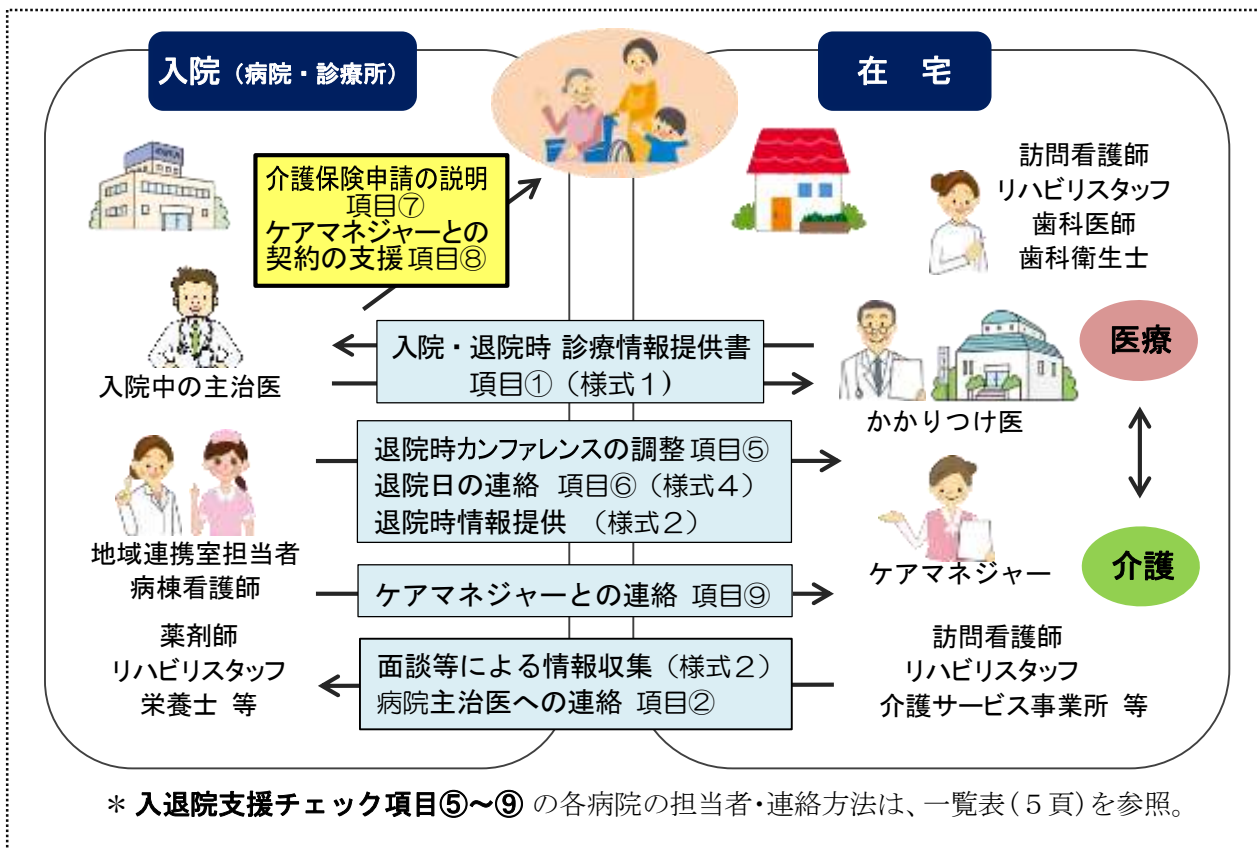 入院（病院・診療所）
在　宅
介護保険申請の説明
項目⑦
ケアマネジャーとの
契約の支援 項目⑧
訪問看護師
リハビリスタッフ
歯科医師
歯科衛生士
入院・退院時 診療情報提供書
項目①（様式１）
入院中の主治医
かかりつけ医
医療
退院時カンファレンスの調整 項目⑤
退院日の連絡 項目⑥（様式４）
退院時情報提供 （様式２）
地域連携室担当者
病棟看護師
ケアマネジャー
介護
ケアマネジャーとの連絡 項目⑨
薬剤師
リハビリスタッフ
栄養士 等
面談等による情報収集（様式２）
病院主治医への連絡 項目②
訪問看護師
リハビリスタッフ
介護サービス事業所 等
＊ 入退院支援チェック項目⑤～⑨ の各病院の担当者・連絡方法は、一覧表（５頁）を参照。